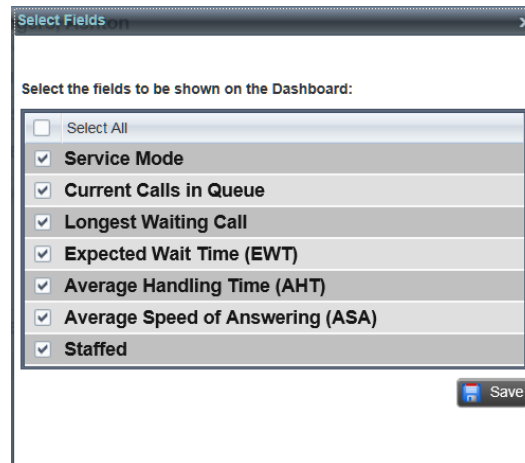 Select Fields
Select the fields to be shown on the Dashboard:
Select All
Service Mode
Current Calls in Queue
Longest Waiting Call
Expected Wait Time (EWT)
Average Handling Time (AHT)
Average Speed of Answering (ASA)
Staffed
Save